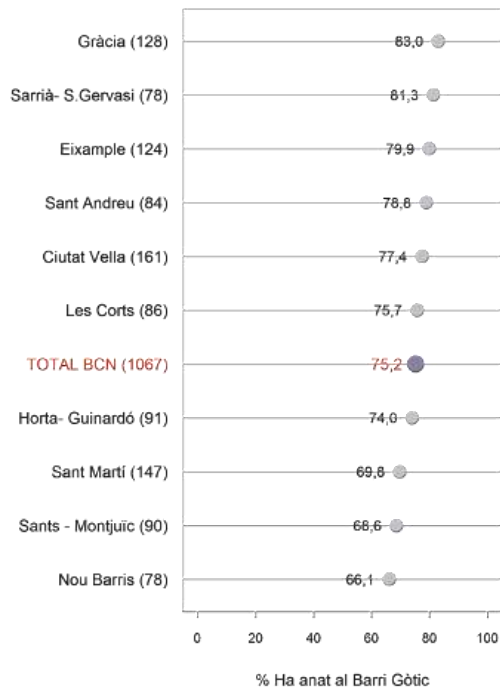 Gràcia (128) 83,0
Sarrià- S.Gervasi (78) 81,3
Eixample (124) 79,9
Sant Andreu (84) 78,8
Ciutat Vella (161) 77,4
Les Corts (86) 75,7
TOTAL BCN (1067) 75,2
Horta- Guinardó (91) 74,0
Sant Martí (147) 69,8
Sants - Montjuïc (90) 68,6
Nou Barris (78) 66,1
0 20 40 60 80 100
% Ha anat al Barri Gòtic